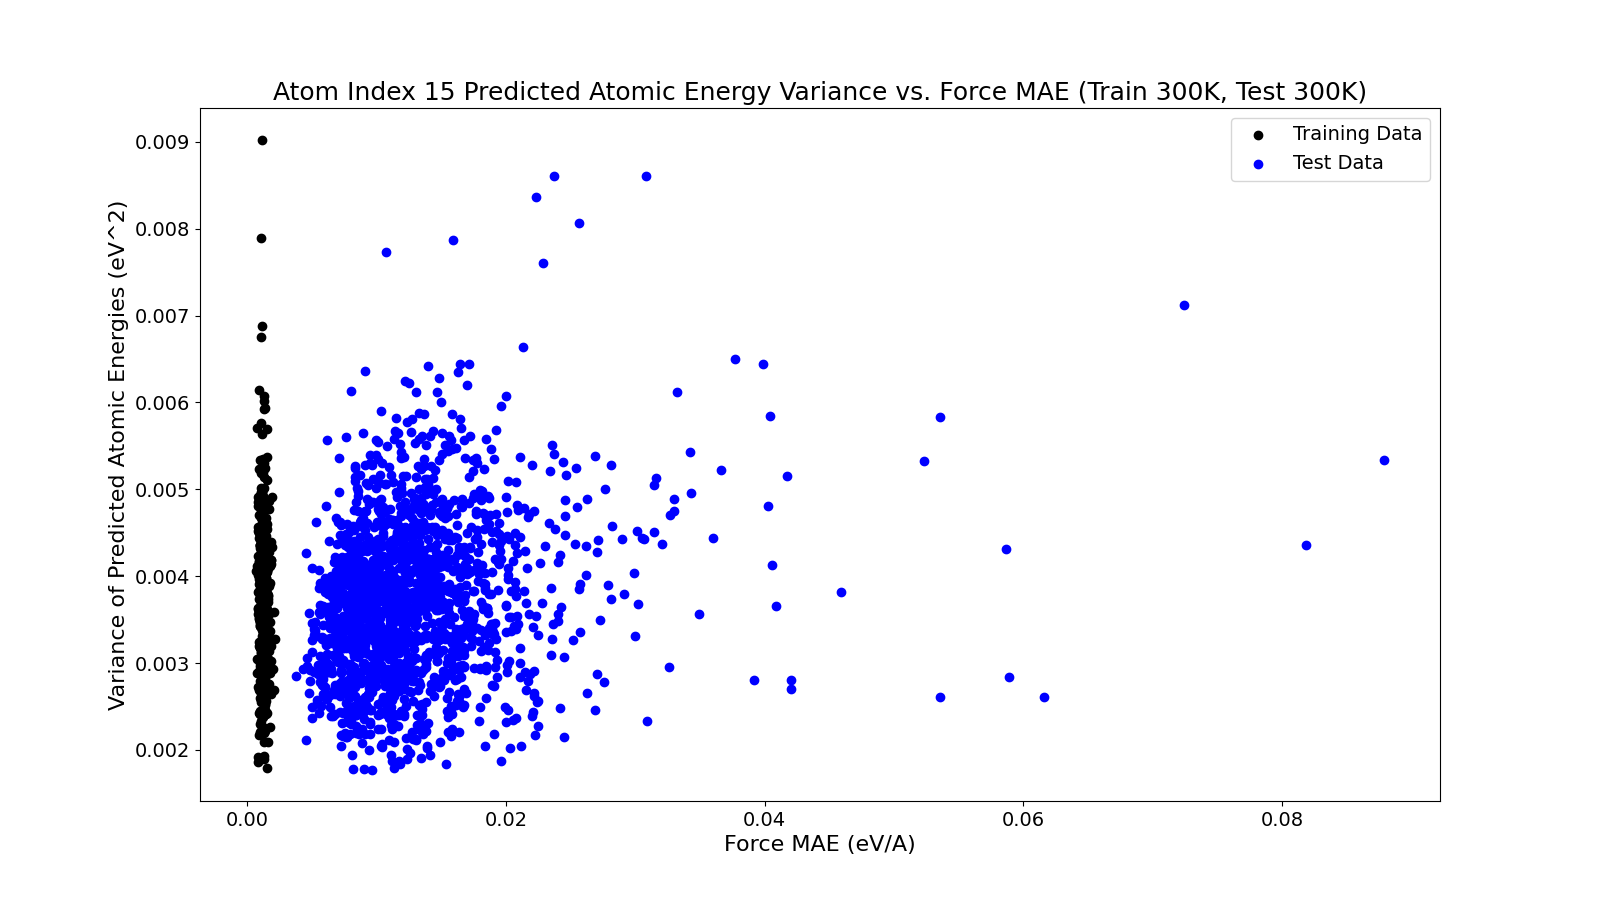 Atom Index 15 Predicted Atomic Energy Variance vs. Force MAE (Train 300K, Test 300K)
Training Data
Test Data
Variance of Predicted Atomic Energies (eV^2)
0.009
0.008
0.007
0.006
0.005
0.004
0.003
0.002
0.00
0.02
0.04
0.06
0.08
Force MAE (eV/A)